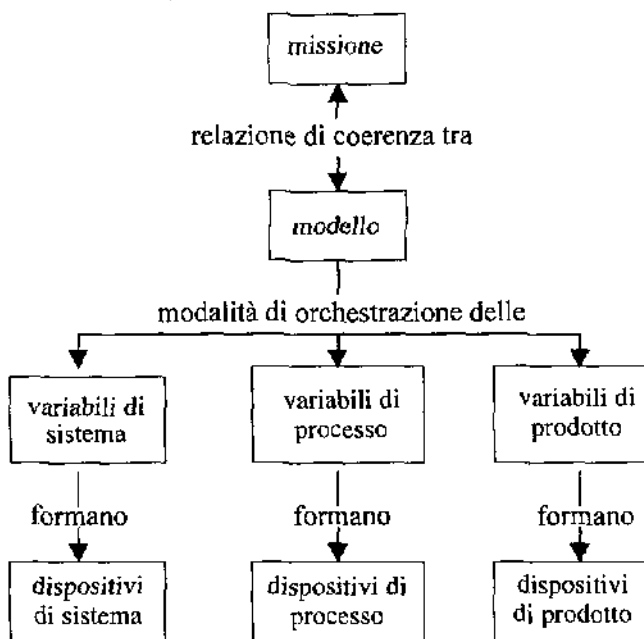 missione
relazione di coerenza tra
modello
modalità di orchestrazione delle
variabili di
sistema
variabili di
processo
variabili di
prodotto
formano
formano
formano
dispositivi
di sistema
dispositivi di
processo
dispositivi
di prodotto